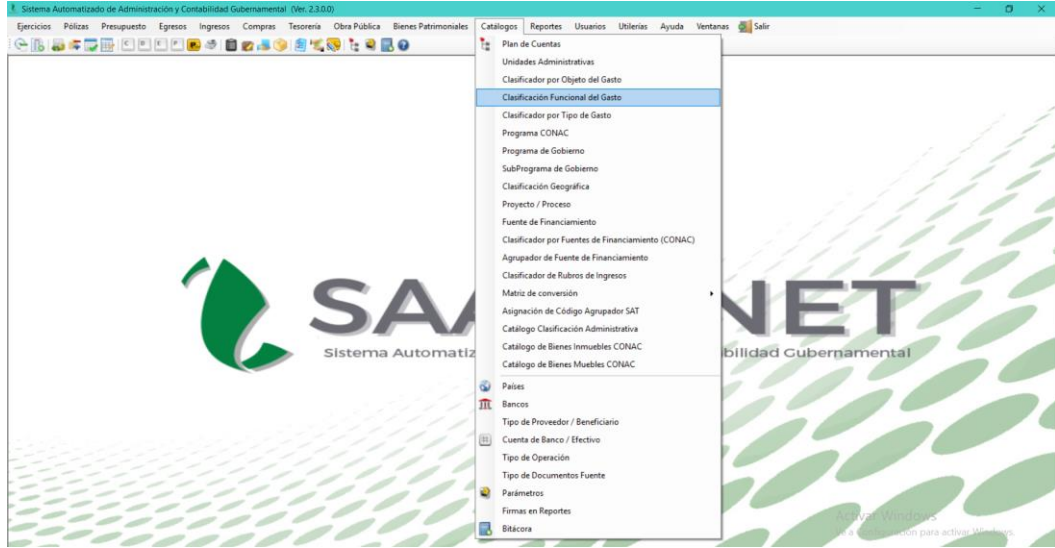 Sistema Automatizado de Administración y Contabilidad Gubernamental (Ver. 2.3.0.0)
Ejercicios Pólizas Presupuesto Egresos Ingresos Compras Tesorería Obra Pública Bienes Patrimoniales Catálogos Reportes Usuarios Utilerías Ayuda Ventanas Salir
Plan de Cuentas
Unidades Administrativas
Clasificador por Objeto del Gasto
Clasificación Funcional del Gasto
Clasificador por Tipo de Gasto
Programa CONAC
Programa de Gobierno
SubPrograma de Gobierno
Clasificación Geográfica
Proyecto / Proceso
Fuente de Financiamiento
Clasificador por Fuentes de Financiamiento (CONAC)
Agrupador de Fuente de Financiamiento
Clasificador de Rubros de Ingresos
Matriz de conversión
Asignación de Código Agrupador SAT
Catálogo Clasificación Administrativa
Catálogo de Bienes Inmuebles CONAC
Catálogo de Bienes Muebles CONAC
Países
Bancos
Tipo de Proveedor / Beneficiario
Cuenta de Banco / Efectivo
Tipo de Operación
Tipo de Documentos Fuente
Parámetros
Firmas en Reportes
Bitácora
SAA NET
Sistema Automatiz bilidad Gubernamental
Activar Windows
Ve a Configuración para activar Windows.